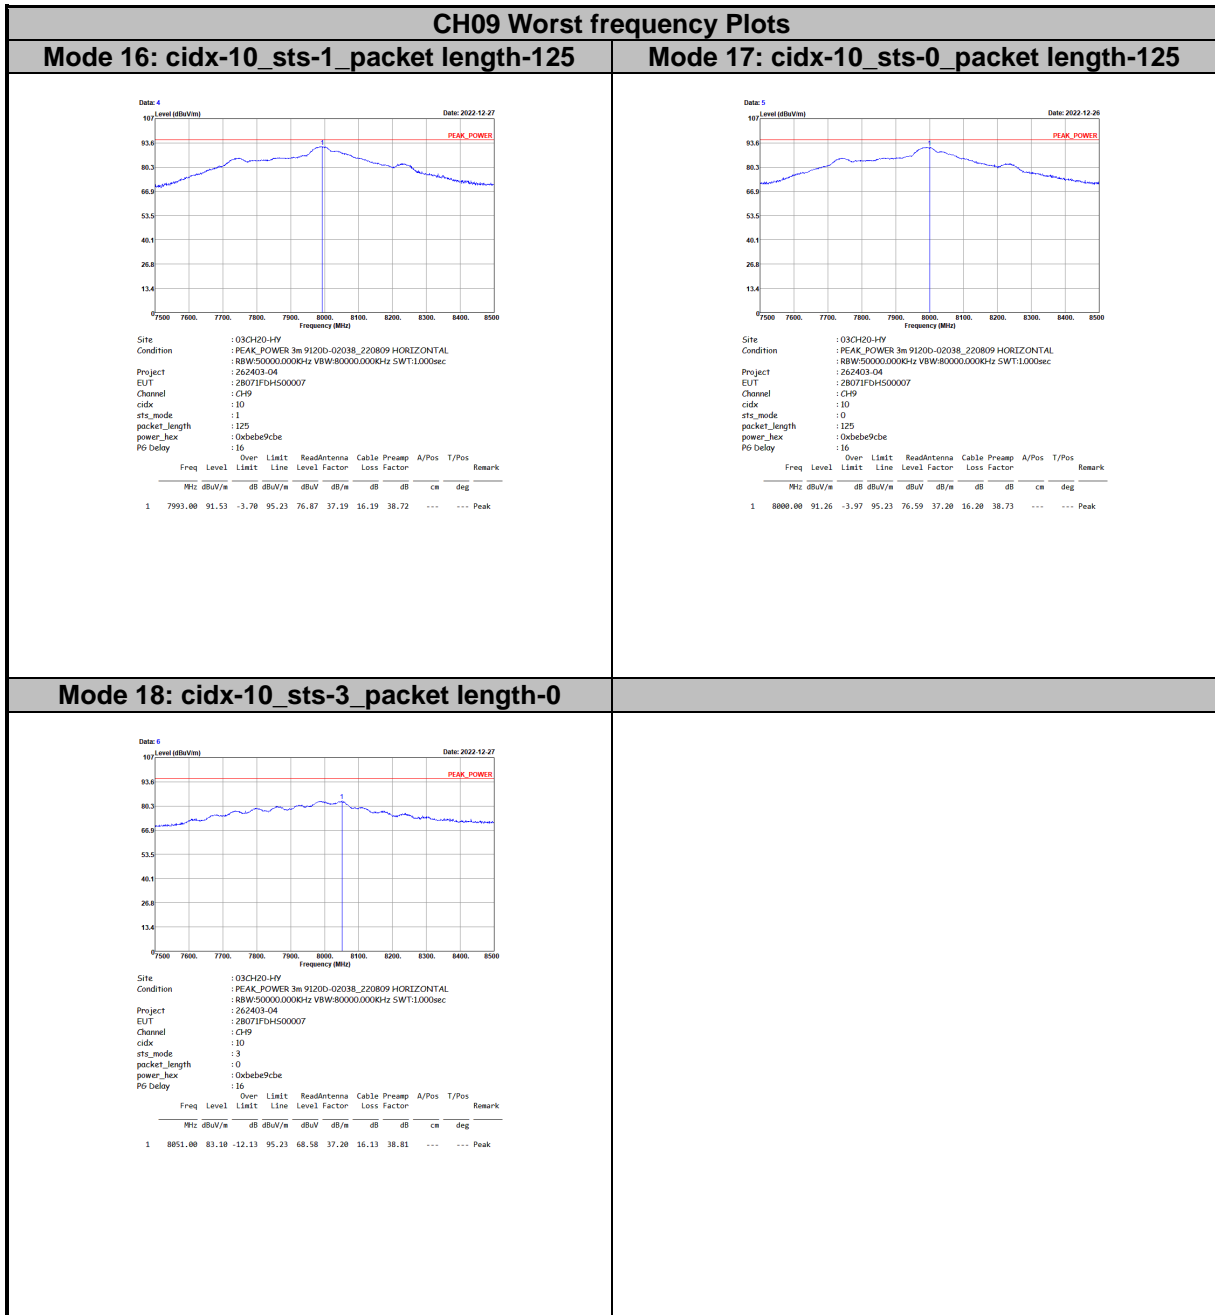 CH09 Worst frequency Plots
Mode 16: cidx-10_sts-1_packet length-125
Mode 17: cidx-10_sts-0_packet length-125
Data: 4
107 Level (dBuV/m) Date: 2022-12-27
PEAK_POWER
93.6
1
80.3
66.9
53.5
40.1
26.8
13.4
0
7500 7600. 7700. 7800. 7900. 8000. 8100. 8200. 8300. 8400. 8500
Frequency (MHz)
Site : 03CH20-HY
Condition : PEAK_POWER 3m 9120D-02038_220809 HORIZONTAL
: RBW:50000.000KHz VBW:80000.000KHz SWT:1.000sec
Project : 262403-04
EUT : 2B071FDHS00007
Channel : CH9
cidx : 10
sts_mode : 1
packet_length : 125
power_hex : 0xbebe9cbe
PG Delay : 16
Over Limit ReadAntenna Cable Preamp A/Pos T/Pos
Freq Level Limit Line Level Factor Loss Factor Remark
MHz dBuV/m dB dBuV/m dBuV dB/m dB dB cm deg
1 7993.00 91.53 -3.70 95.23 76.87 37.19 16.19 38.72 --- --- Peak
Data: 5
107 Level (dBuV/m) Date: 2022-12-26
PEAK_POWER
93.6
1
80.3
66.9
53.5
40.1
26.8
13.4
0
7500 7600. 7700. 7800. 7900. 8000. 8100. 8200. 8300. 8400. 8500
Frequency (MHz)
Site : 03CH20-HY
Condition : PEAK_POWER 3m 9120D-02038_220809 HORIZONTAL
: RBW:50000.000KHz VBW:80000.000KHz SWT:1.000sec
Project : 262403-04
EUT : 2B071FDHS00007
Channel : CH9
cidx : 10
sts_mode : 0
packet_length : 125
power_hex : 0xbebe9cbe
PG Delay : 16
Over Limit ReadAntenna Cable Preamp A/Pos T/Pos
Freq Level Limit Line Level Factor Loss Factor Remark
MHz dBuV/m dB dBuV/m dBuV dB/m dB dB cm deg
1 8000.00 91.26 -3.97 95.23 76.59 37.20 16.20 38.73 --- --- Peak
Mode 18: cidx-10_sts-3_packet length-0
Data: 6
107 Level (dBuV/m) Date: 2022-12-27
PEAK_POWER
93.6
1
80.3
66.9
53.5
40.1
26.8
13.4
0
7500 7600. 7700. 7800. 7900. 8000. 8100. 8200. 8300. 8400. 8500
Frequency (MHz)
Site : 03CH20-HY
Condition : PEAK_POWER 3m 9120D-02038_220809 HORIZONTAL
: RBW:50000.000KHz VBW:80000.000KHz SWT:1.000sec
Project : 262403-04
EUT : 2B071FDHS00007
Channel : CH9
cidx : 10
sts_mode : 3
packet_length : 0
power_hex : 0xbebe9cbe
PG Delay : 16
Over Limit ReadAntenna Cable Preamp A/Pos T/Pos
Freq Level Limit Line Level Factor Loss Factor Remark
MHz dBuV/m dB dBuV/m dBuV dB/m dB dB cm deg
1 8051.00 83.10 -12.13 95.23 68.58 37.20 16.13 38.81 --- --- Peak